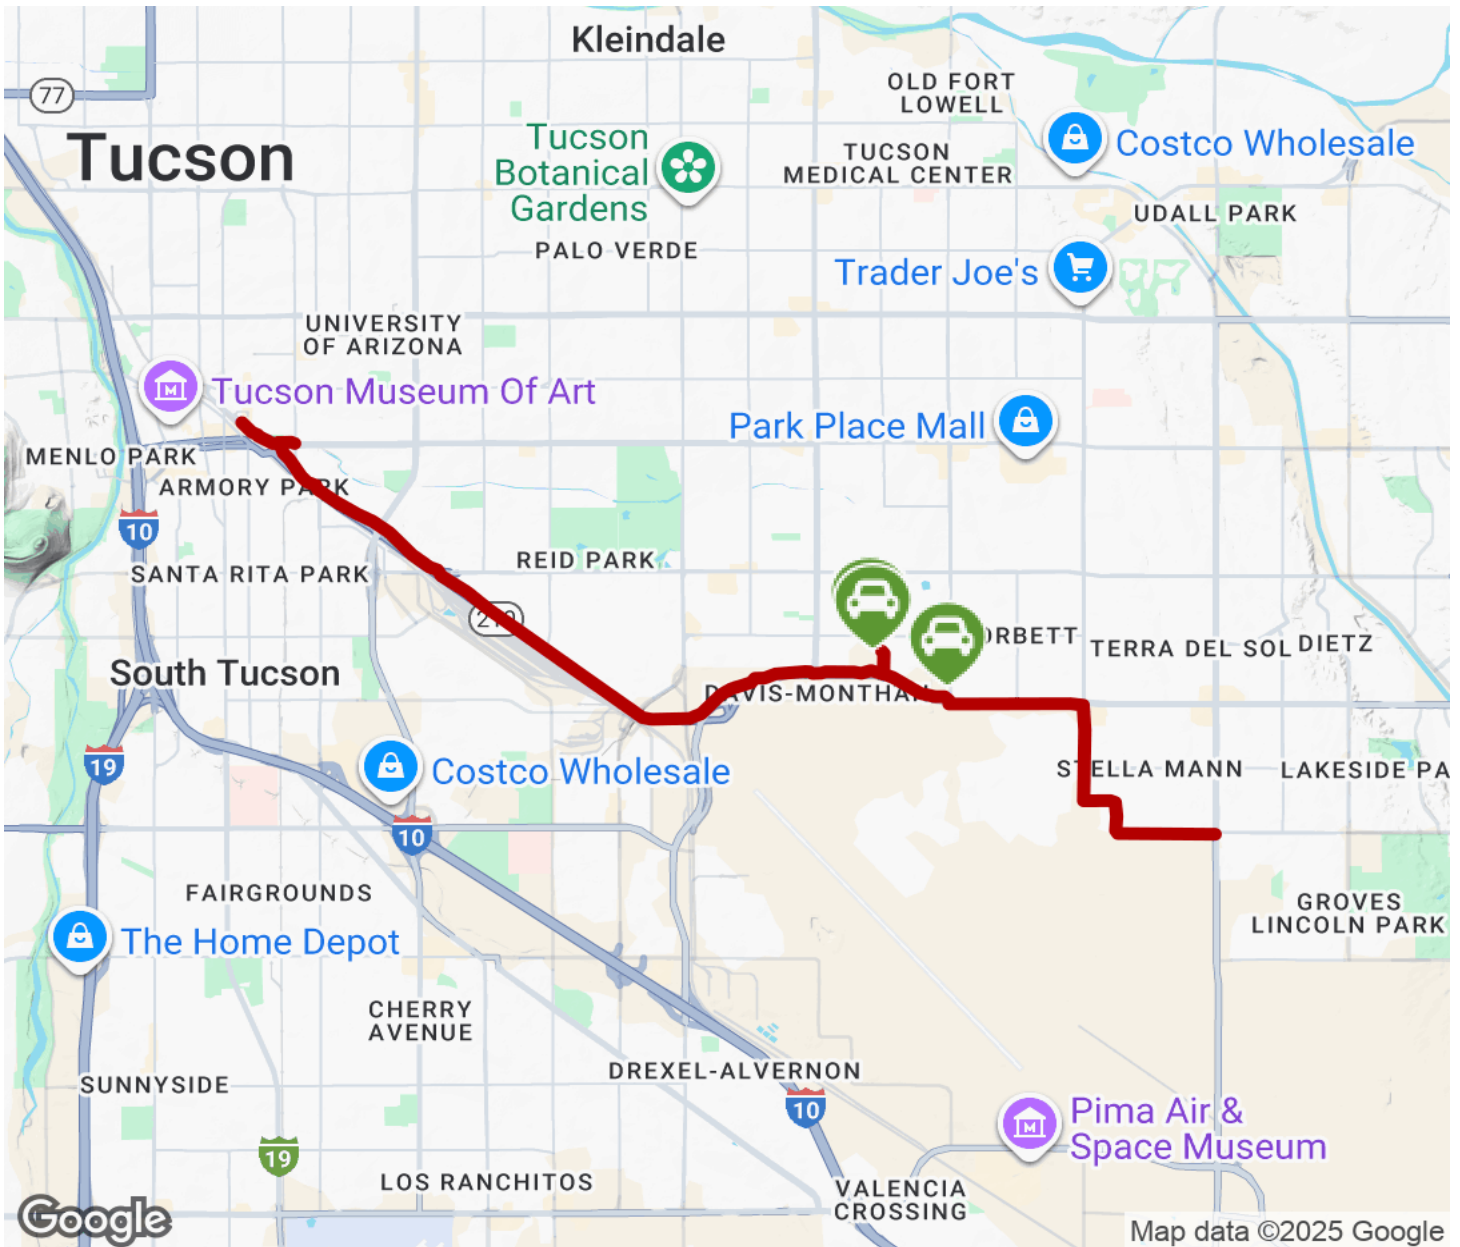 Kleindale
77
OLD FORT
LOWELL
Tucson
Tucson
Botanical
Gardens
TUCSON
MEDICAL CENTER
Costco Wholesale
UDALL PARK
PALO VERDE
Trader Joe's
UNIVERSITY
OF ARIZONA
Tucson Museum Of Art
Park Place Mall
MENLO PARK
ARMORY PARK
10
REID PARK
SANTA RITA PARK
ORBETT
TERRA DEL SOL
DIETZ
South Tucson
DAVIS-MONTHAN
19
Costco Wholesale
STELLA MANN
LAKESIDE PA
10
FAIRGROUNDS
GROVES
LINCOLN PARK
The Home Depot
CHERRY
AVENUE
DREXEL-ALVERNON
SUNNYSIDE
10
Pima Air &
Space Museum
19
LOS RANCHITOS
VALENCIA
CROSSING
Google
Map data ©2025 Google